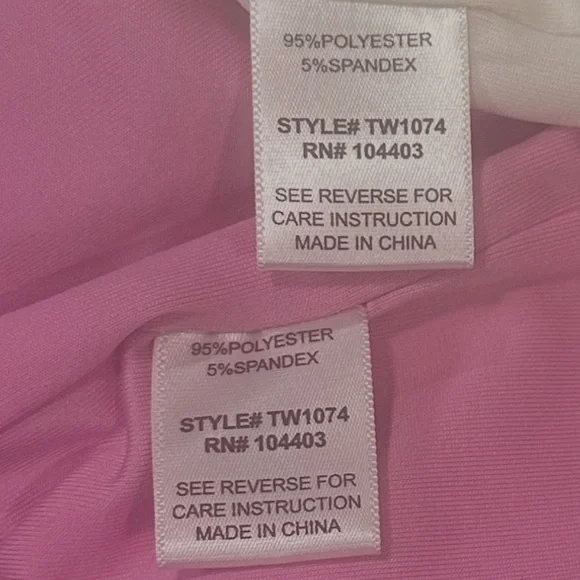 95%POLYESTER
5%SPANDEX
STYLE# TW1074
RN# 104403
SEE REVERSE FOR
CARE INSTRUCTION
MADE IN CHINA
95%POLYESTER
5%SPANDEX
STYLE# TW1074
RN# 104403
SEE REVERSE FOR
CARE INSTRUCTION
MADE IN CHINA